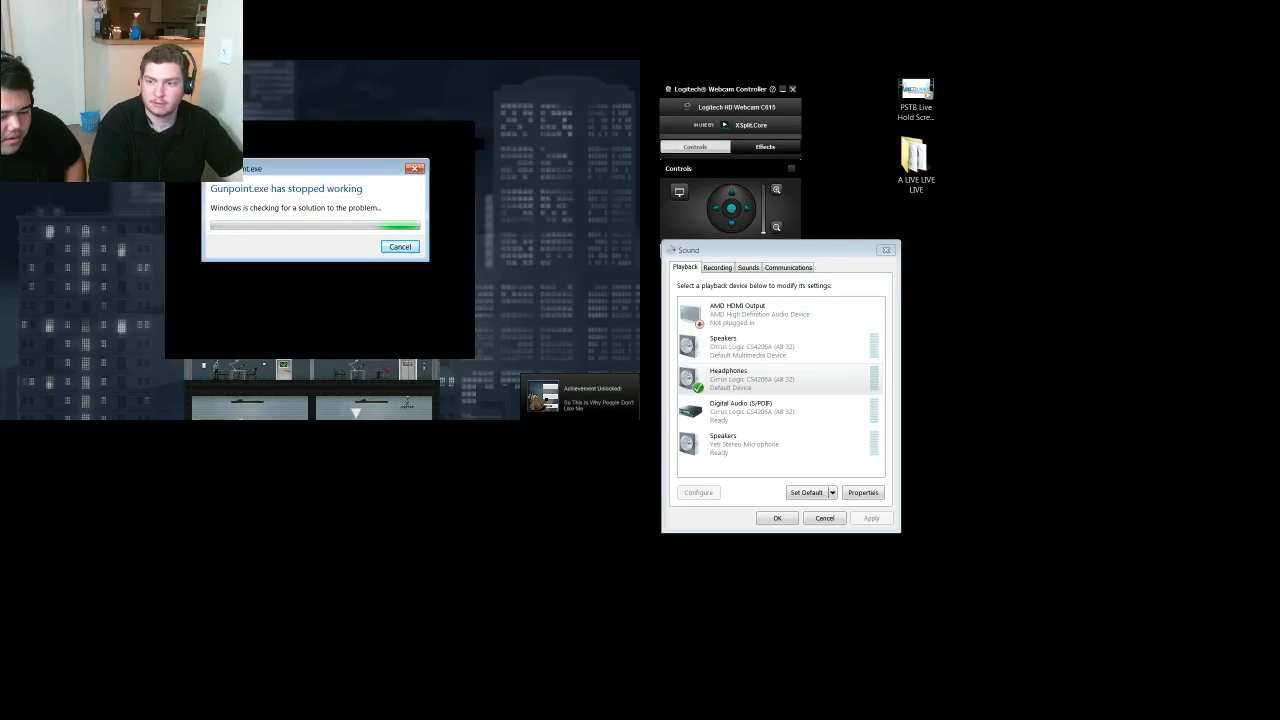 nt.exe
Gunpoint.exe has stopped working
Windows is checking for a solution to the problem...
Cancel
Achievement Unlocked!
So This Is Why People Don't
Like Me
Logitech® Webcam Controller
Logitech HD Webcam C615
IN USE BY: XSplit.Core
Controls
Effects
Controls
PSTB Live
Hold Scre...
A LIVE LIVE
LIVE
Sound
Playback
Recording
Sounds
Communications
Select a playback device below to modify its settings:
AMD HDMI Output
AMD High Definition Audio Device
Not plugged in
Speakers
Cirrus Logic CS4206A (AB 32)
Default Multimedia Device
Headphones
Cirrus Logic CS4206A (AB 32)
Default Device
Digital Audio (S/PDIF)
Cirrus Logic CS4206A (AB 32)
Ready
Speakers
Yeti Stereo Microphone
Ready
Configure
Set Default
Properties
OK
Cancel
Apply